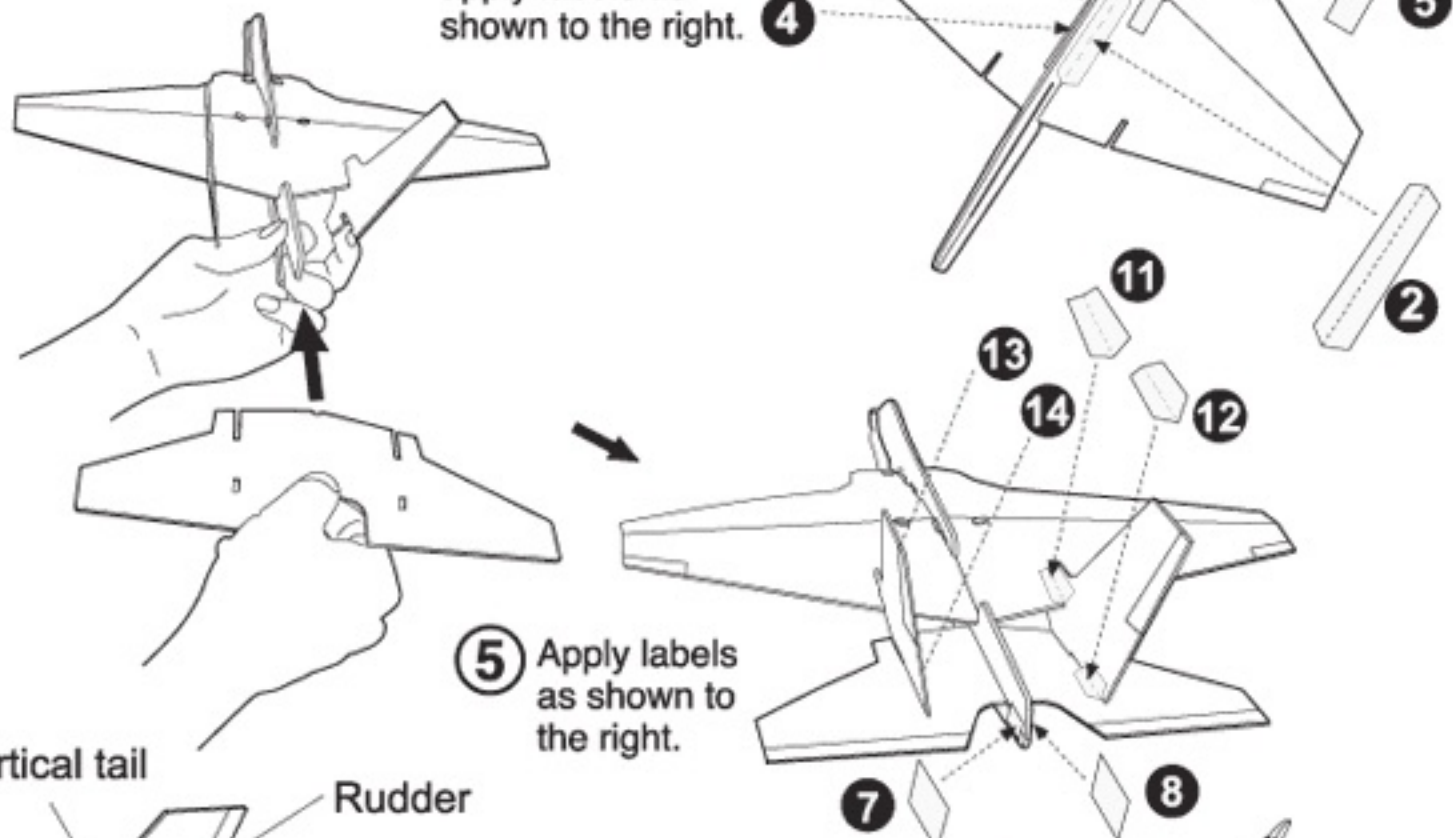 shown to the right.
4
5
2
11
13
14
12
5 Apply labels
as shown to
the right.
rtical tail
Rudder
7
8